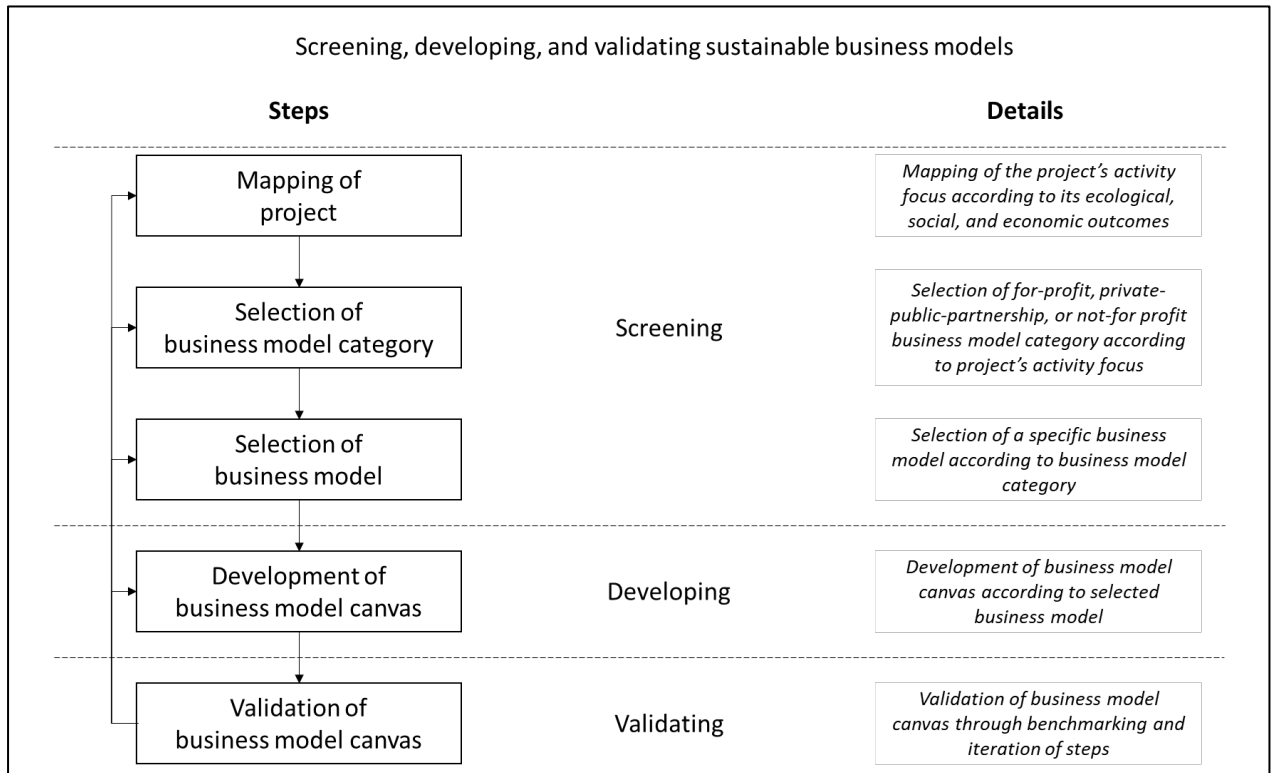 Screening, developing, and validating sustainable business models
Steps
Details
Mapping of
project
Mapping of the project's activity
focus according to its ecological,
social, and economic outcomes
Selection of
business model category
Screening
Selection of for-profit, private-
public-partnership, or not-for profit
business model category according
to project's activity focus
Selection of
business model
Selection of a specific business
model according to business model
category
Development of
business model canvas
Developing
Development of business model
canvas according to selected
business model
Validation of
business model canvas
Validating
Validation of business model
canvas through benchmarking and
iteration of steps